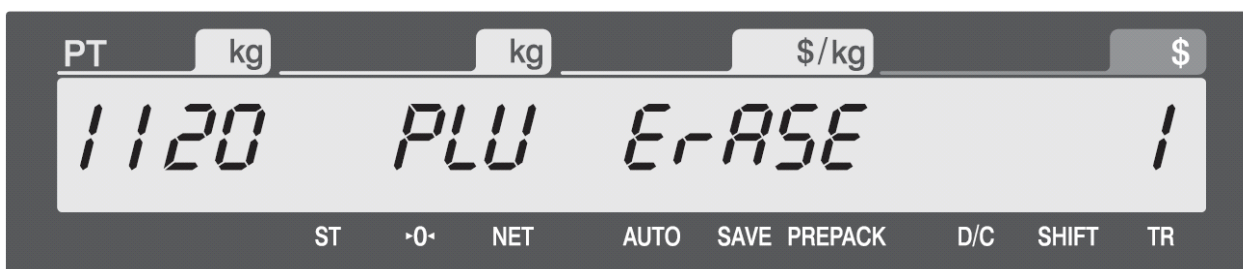 PT kg kg $/kg $
1120 PLU ErASE 1
ST ▸0◂ NET AUTO SAVE PREPACK D/C SHIFT TR